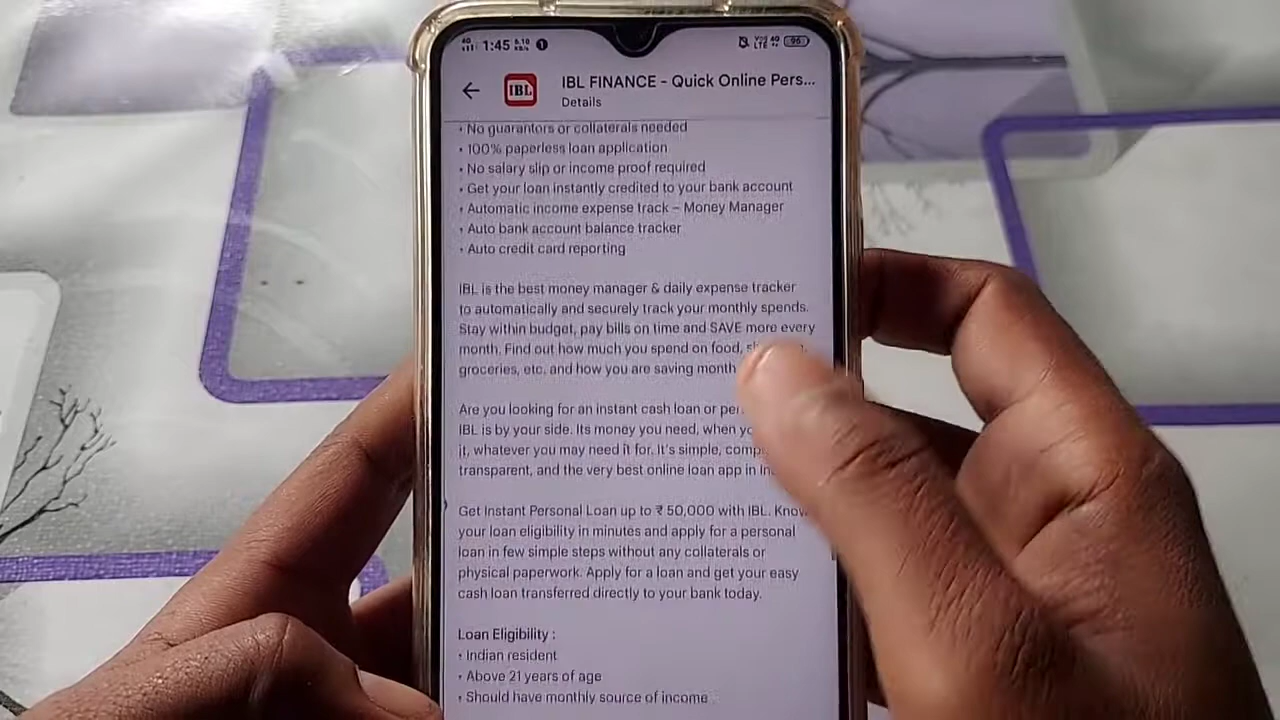 4G 1:45 1 LTE 4G 96
IBL
IBL FINANCE - Quick Online Pers...
Details
• No guarantors or collaterals needed
• 100% paperless loan application
• No salary slip or income proof required
• Get your loan instantly credited to your bank account
• Automatic income expense track – Money Manager
• Auto bank account balance tracker
• Auto credit card reporting
IBL is the best money manager & daily expense tracker
to automatically and securely track your monthly spends.
Stay within budget, pay bills on time and SAVE more every
month. Find out how much you spend on food,
groceries, etc. and how you are saving month
Are you looking for an instant cash loan or
IBL is by your side. Its money you need, when
it, whatever you may need it for. It's simple,
transparent, and the very best online loan app in
Get Instant Personal Loan up to ₹ 50,000 with IBL. Know
your loan eligibility in minutes and apply for a personal
loan in few simple steps without any collaterals or
physical paperwork. Apply for a loan and get your easy
cash loan transferred directly to your bank today.
Loan Eligibility :
• Indian resident
• Above 21 years of age
• Should have monthly source of income